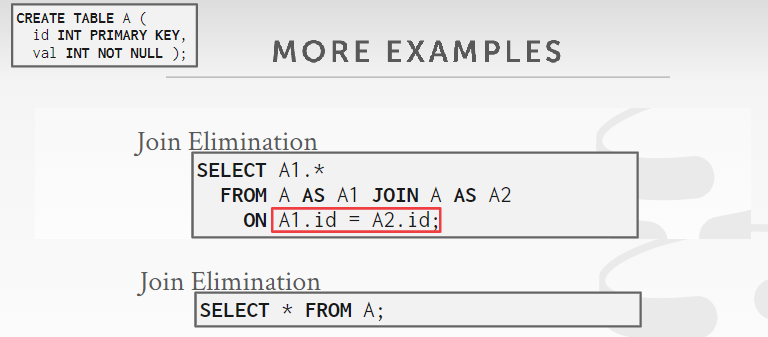 CREATE TABLE A (
id INT PRIMARY KEY,
val INT NOT NULL );
MORE EXAMPLES
Join Elimination
SELECT A1.*
FROM A AS A1 JOIN A AS A2
ON A1.id = A2.id;
Join Elimination
SELECT * FROM A;